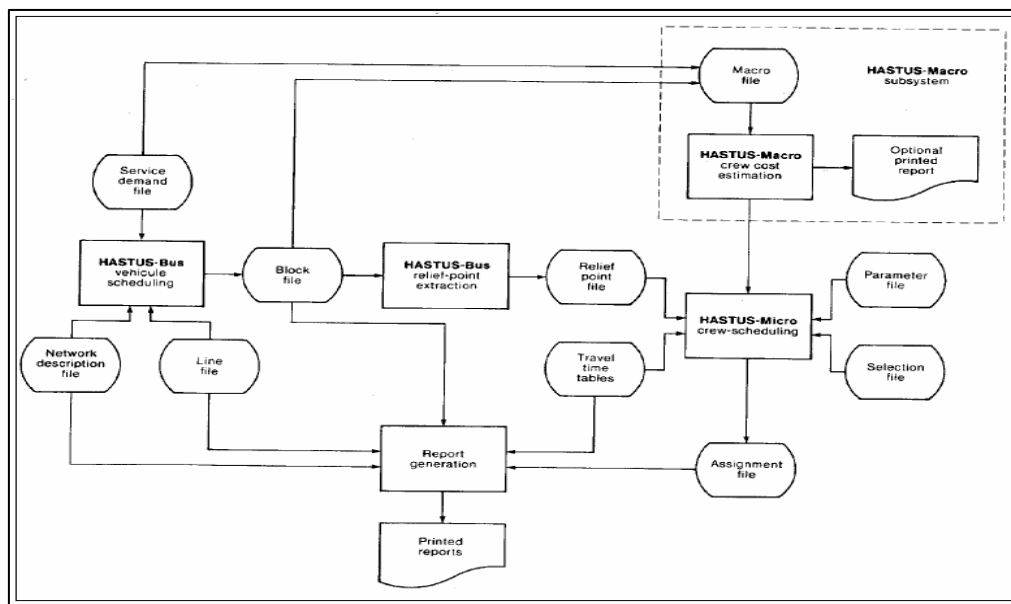 Macro
file
HASTUS-Macro
subsystem
HASTUS-Macro
crew cost
estimation
Optional
printed
report
Service
demand
file
HASTUS-Bus
vehicule
scheduling
Block
file
HASTUS-Bus
relief-point
extraction
Relief
point
file
HASTUS-Micro
crew-scheduling
Parameter
file
Network
description
file
Line
file
Travel
time
tables
Selection
file
Report
generation
Assignment
file
Printed
reports